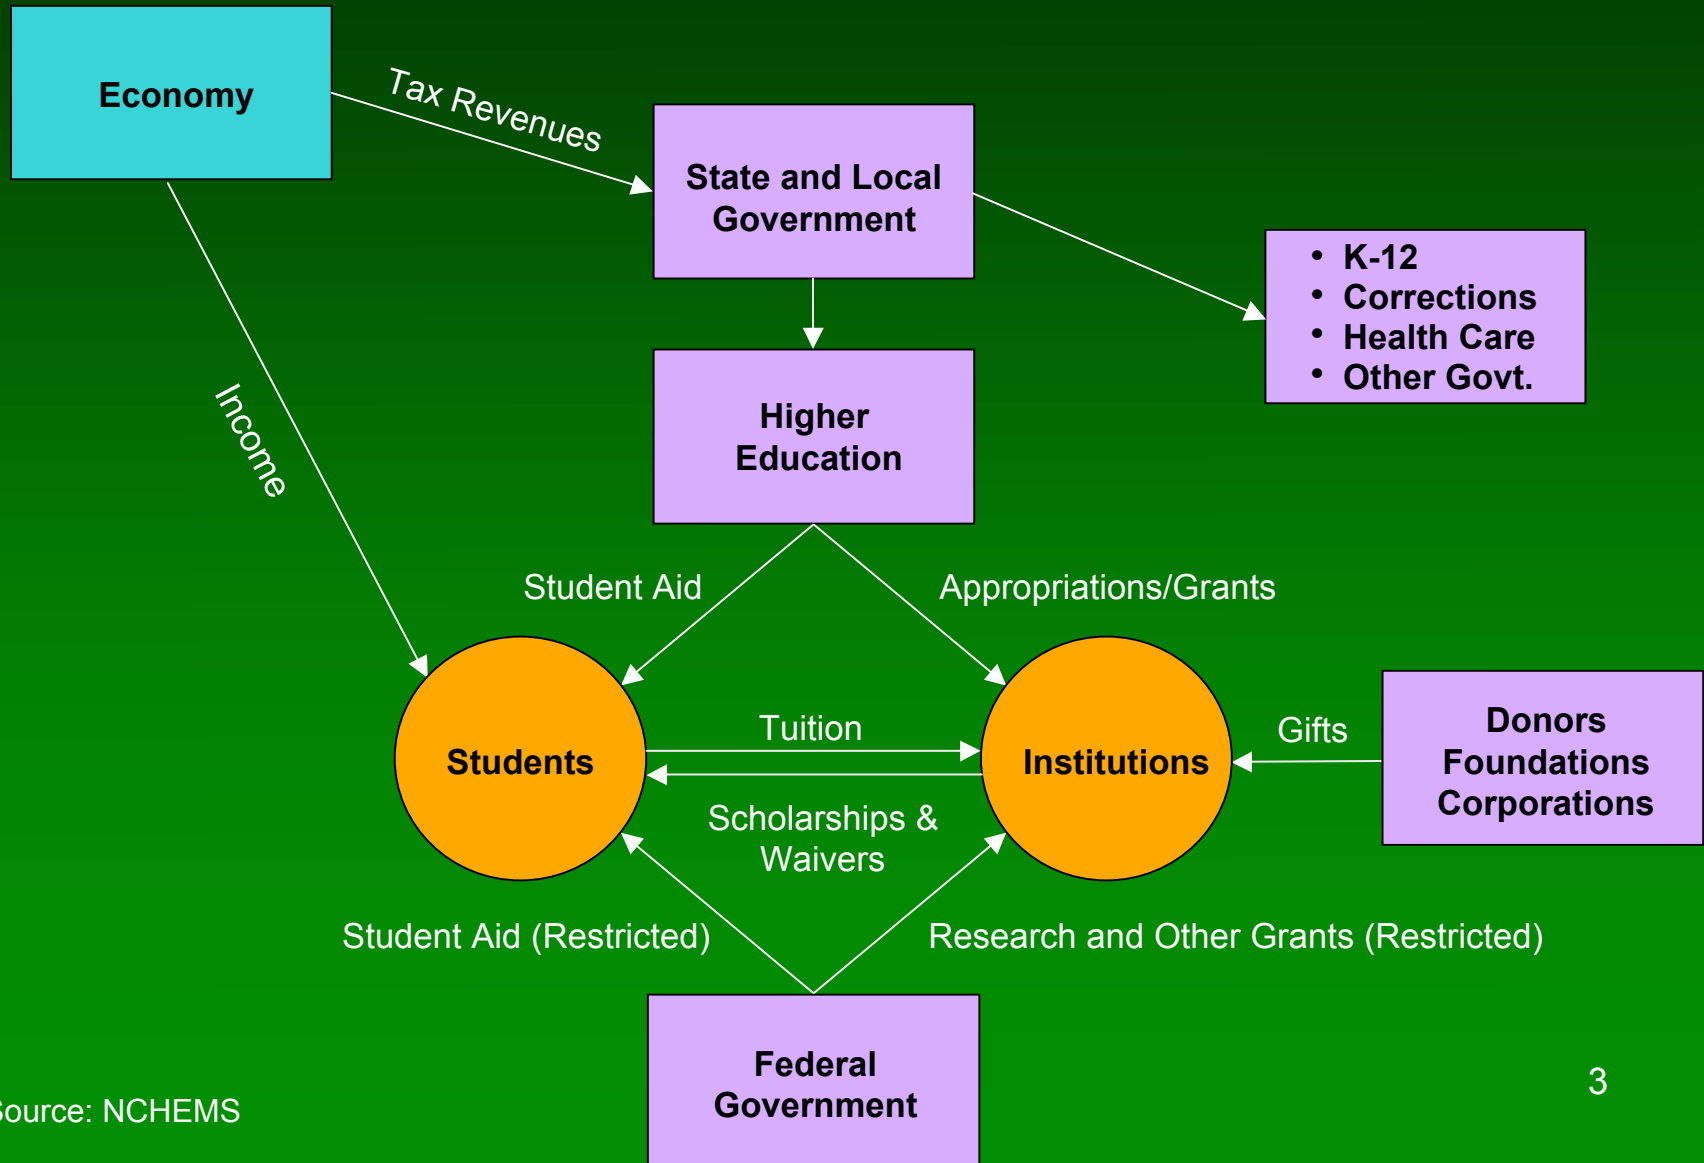 Economy
Tax Revenues
State and Local
Government
• K-12
• Corrections
• Health Care
• Other Govt.
Income
Higher
Education
Student Aid
Appropriations/Grants
Students
Tuition
Scholarships &
Waivers
Institutions
Gifts
Donors
Foundations
Corporations
Student Aid (Restricted)
Research and Other Grants (Restricted)
Federal
Government
Source: NCHEMS
3